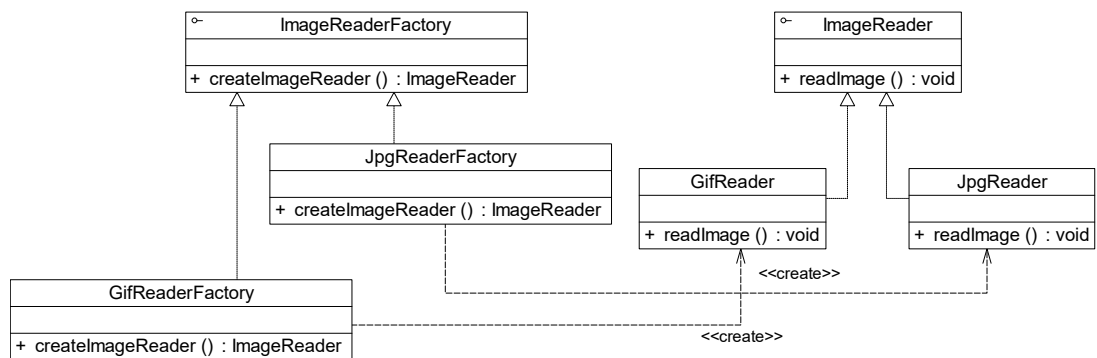 ImageReaderFactory
+ createImageReader () : ImageReader
ImageReader
+ readImage () : void
JpgReaderFactory
+ createImageReader () : ImageReader
GifReader
+ readImage () : void
JpgReader
+ readImage () : void
<<create>>
GifReaderFactory
+ createImageReader () : ImageReader
<<create>>